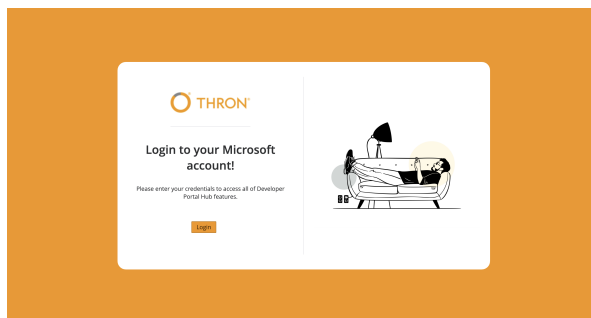 THRON
Login to your Microsoft
account!
Please enter your credentials to access all of Developer
Portal Hub features.
Login